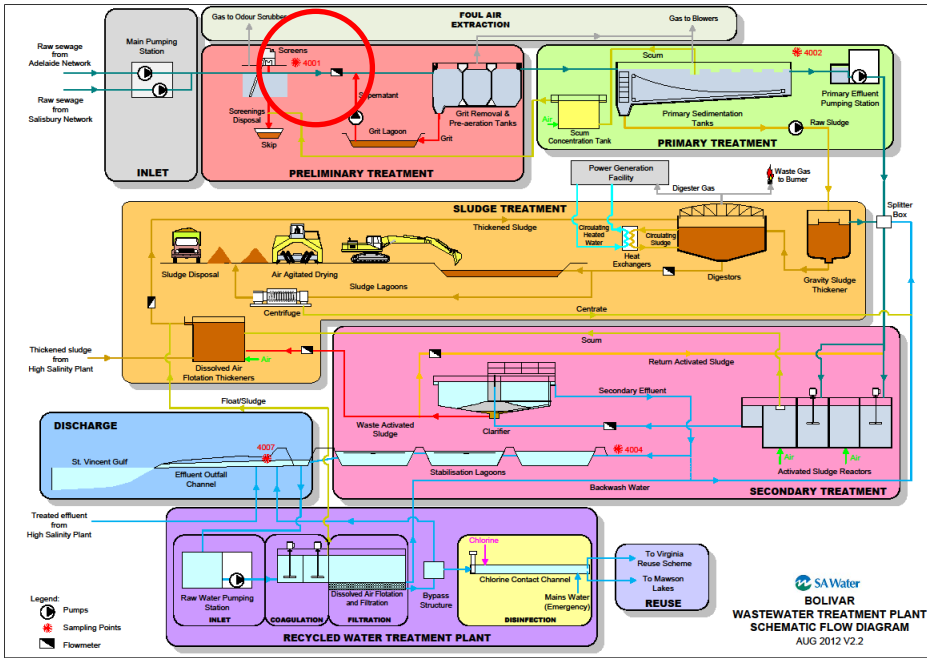 FOUL AIR
EXTRACTION
Gas to Odour Scrubber
Gas to Blowers
Raw sewage
from
Adelaide Network
Raw sewage
from
Salisbury Network
Main Pumping
Station
INLET
Screens
M
4001
Supernatant
Screenings
Disposal
Skip
Grit Lagoon
Grit
Grit Removal &
Pre-aeration Tanks
PRELIMINARY TREATMENT
Scum
4002
Air
Scum
Concentration Tank
Primary Sedimentation
Tanks
Raw Sludge
Primary Effluent
Pumping Station
PRIMARY TREATMENT
Power Generation
Facility
Digester Gas
Waste Gas
to Burner
Splitter
Box
SLUDGE TREATMENT
Thickened Sludge
Circulating
Heated
Water
Circulating
Sludge
Heat
Exchangers
Digestors
Gravity Sludge
Thickener
Sludge Disposal
Air Agitated Drying
Sludge Lagoons
Centrifuge
Centrate
Thickened sludge
from
High Salinity Plant
Air
Dissolved Air
Flotation Thickeners
Scum
Return Activated Sludge
Secondary Effluent
Float/Sludge
Waste Activated
Sludge
Clarifier
DISCHARGE
St. Vincent Gulf
4007
Effluent Outfall
Channel
Stabilisation Lagoons
4004
Air
Air
Activated Sludge Reactors
Backwash Water
SECONDARY TREATMENT
Treated effluent
from
High Salinity Plant
Raw Water Pumping
Station
INLET
COAGULATION
Dissolved Air Flotation
and Filtration
FILTRATION
Bypass
Structure
Chlorine
Chlorine Contact Channel
Mains Water
(Emergency)
DISINFECTION
To Virginia
Reuse Scheme
To Mawson
Lakes
REUSE
RECYCLED WATER TREATMENT PLANT
Legend:
Pumps
Sampling Points
Flowmeter
SA Water
BOLIVAR
WASTEWATER TREATMENT PLANT
SCHEMATIC FLOW DIAGRAM
AUG 2012 V2.2